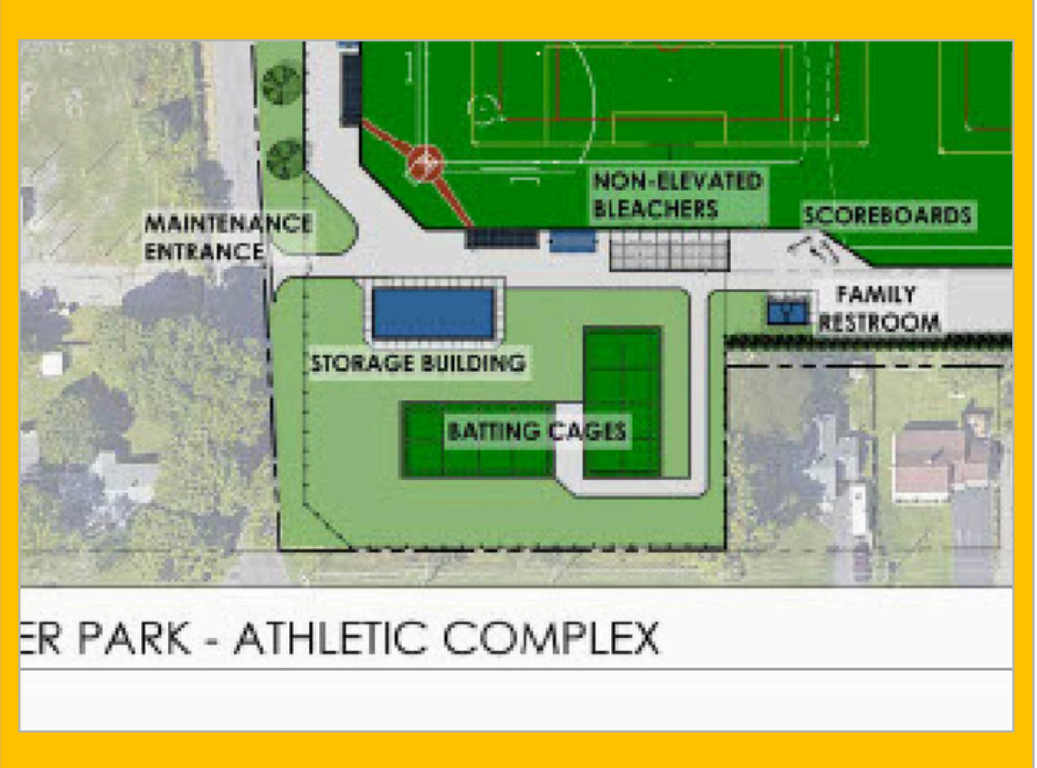 NON-ELEVATED
BLEACHERS
SCOREBOARDS
MAINTENANCE
ENTRANCE
FAMILY
RESTROOM
STORAGE BUILDING
BATTING CAGES
ER PARK - ATHLETIC COMPLEX